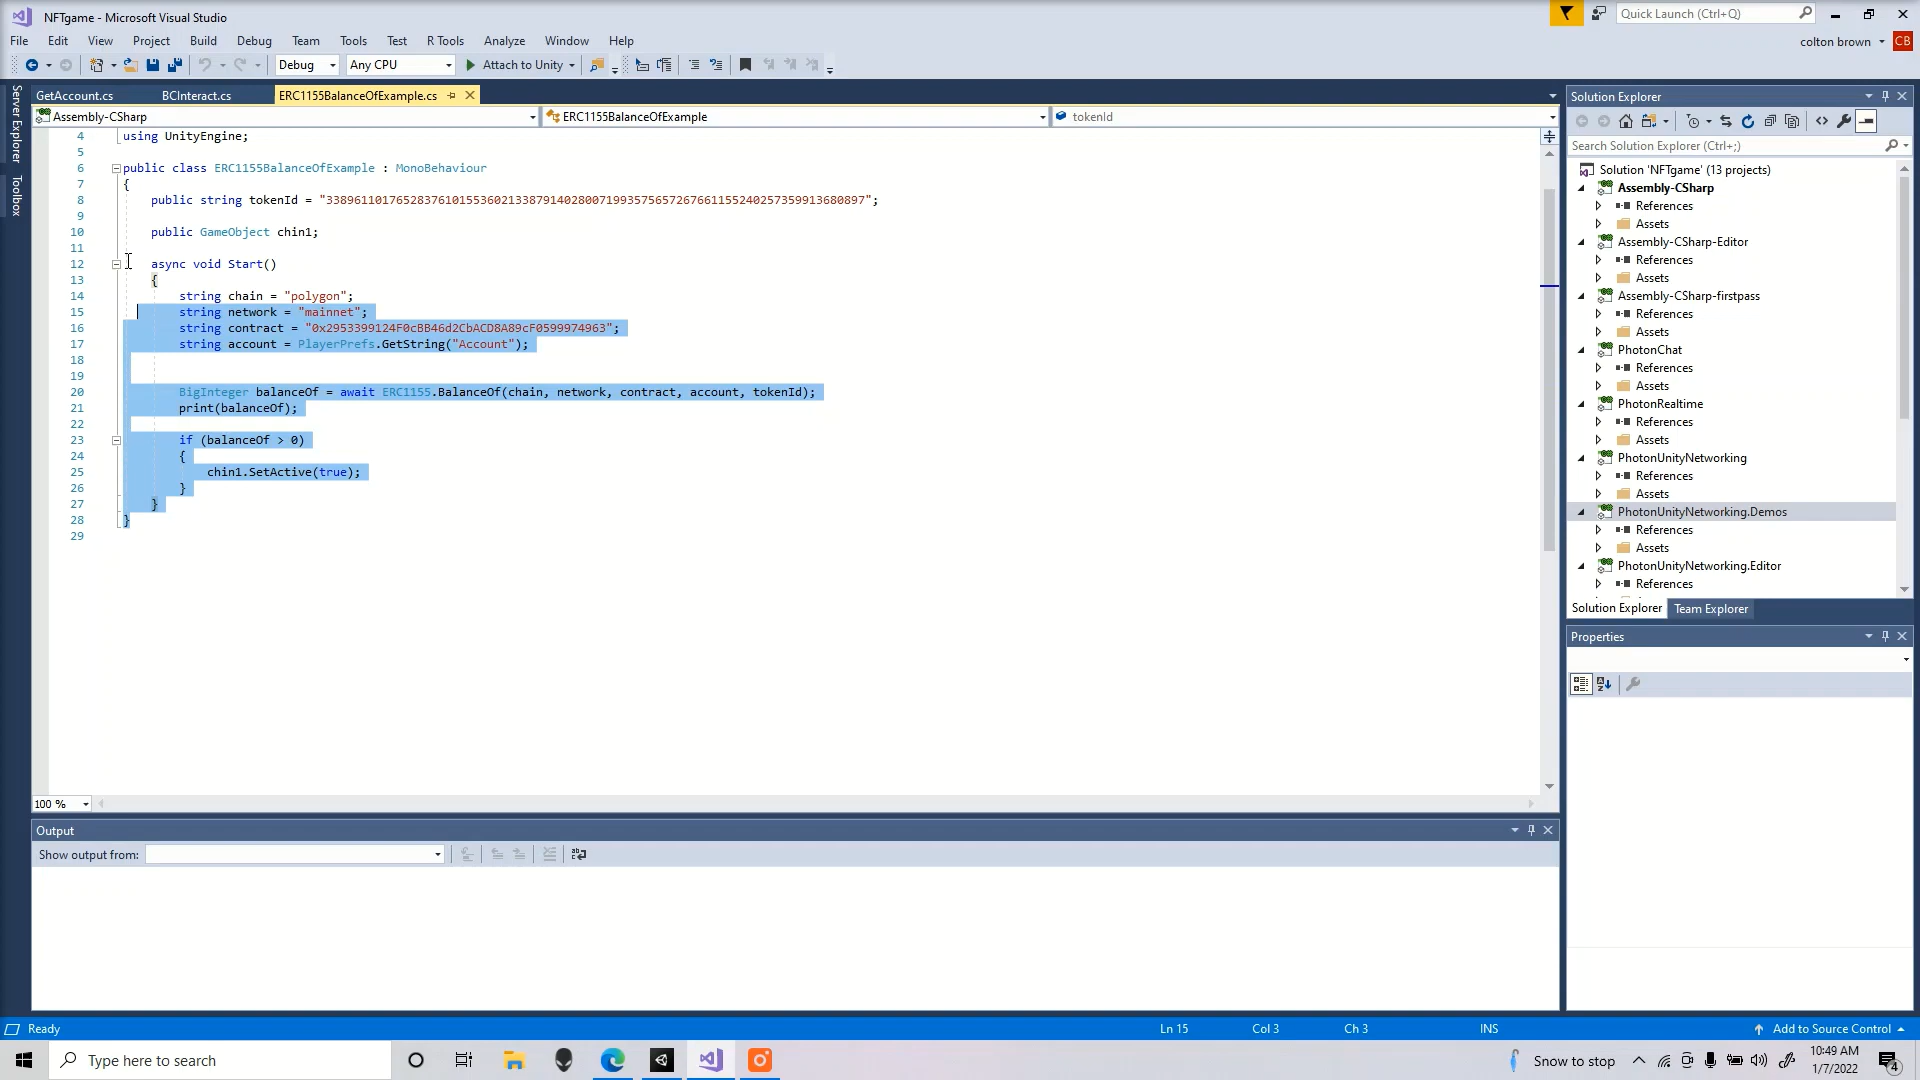 NFTgame - Microsoft Visual Studio
Quick Launch (Ctrl+Q)
File Edit View Project Build Debug Team Tools Test R Tools Analyze Window Help
colton brown CB
Debug Any CPU Attach to Unity
Server Explorer
Toolbox
GetAccount.cs BCInteract.cs ERC1155BalanceOfExample.cs
Assembly-CSharp ERC1155BalanceOfExample tokenId
4 using UnityEngine;
5
6 public class ERC1155BalanceOfExample : MonoBehaviour
7 {
8 public string tokenId = "33896110176528376101553602133879140280071993575657267661155240257359913680897";
9
10 public GameObject chin1;
11
12 async void Start()
13 {
14 string chain = "polygon";
15 string network = "mainnet";
16 string contract = "0x2953399124F0cBB46d2CbACD8A89cF0599974963";
17 string account = PlayerPrefs.GetString("Account");
18
19
20 BigInteger balanceOf = await ERC1155.BalanceOf(chain, network, contract, account, tokenId);
21 print(balanceOf);
22
23 if (balanceOf > 0)
24 {
25 chin1.SetActive(true);
26 }
27 }
28 }
29
100 %
Output
Show output from:
Solution Explorer
Search Solution Explorer (Ctrl+;)
Solution 'NFTgame' (13 projects)
Assembly-CSharp
References
Assets
Assembly-CSharp-Editor
References
Assets
Assembly-CSharp-firstpass
References
Assets
PhotonChat
References
Assets
PhotonRealtime
References
Assets
PhotonUnityNetworking
References
Assets
PhotonUnityNetworking.Demos
References
Assets
PhotonUnityNetworking.Editor
References
Solution Explorer Team Explorer
Properties
Ready Ln 15 Col 3 Ch 3 INS Add to Source Control
Type here to search
Snow to stop
10:49 AM
1/7/2022
4